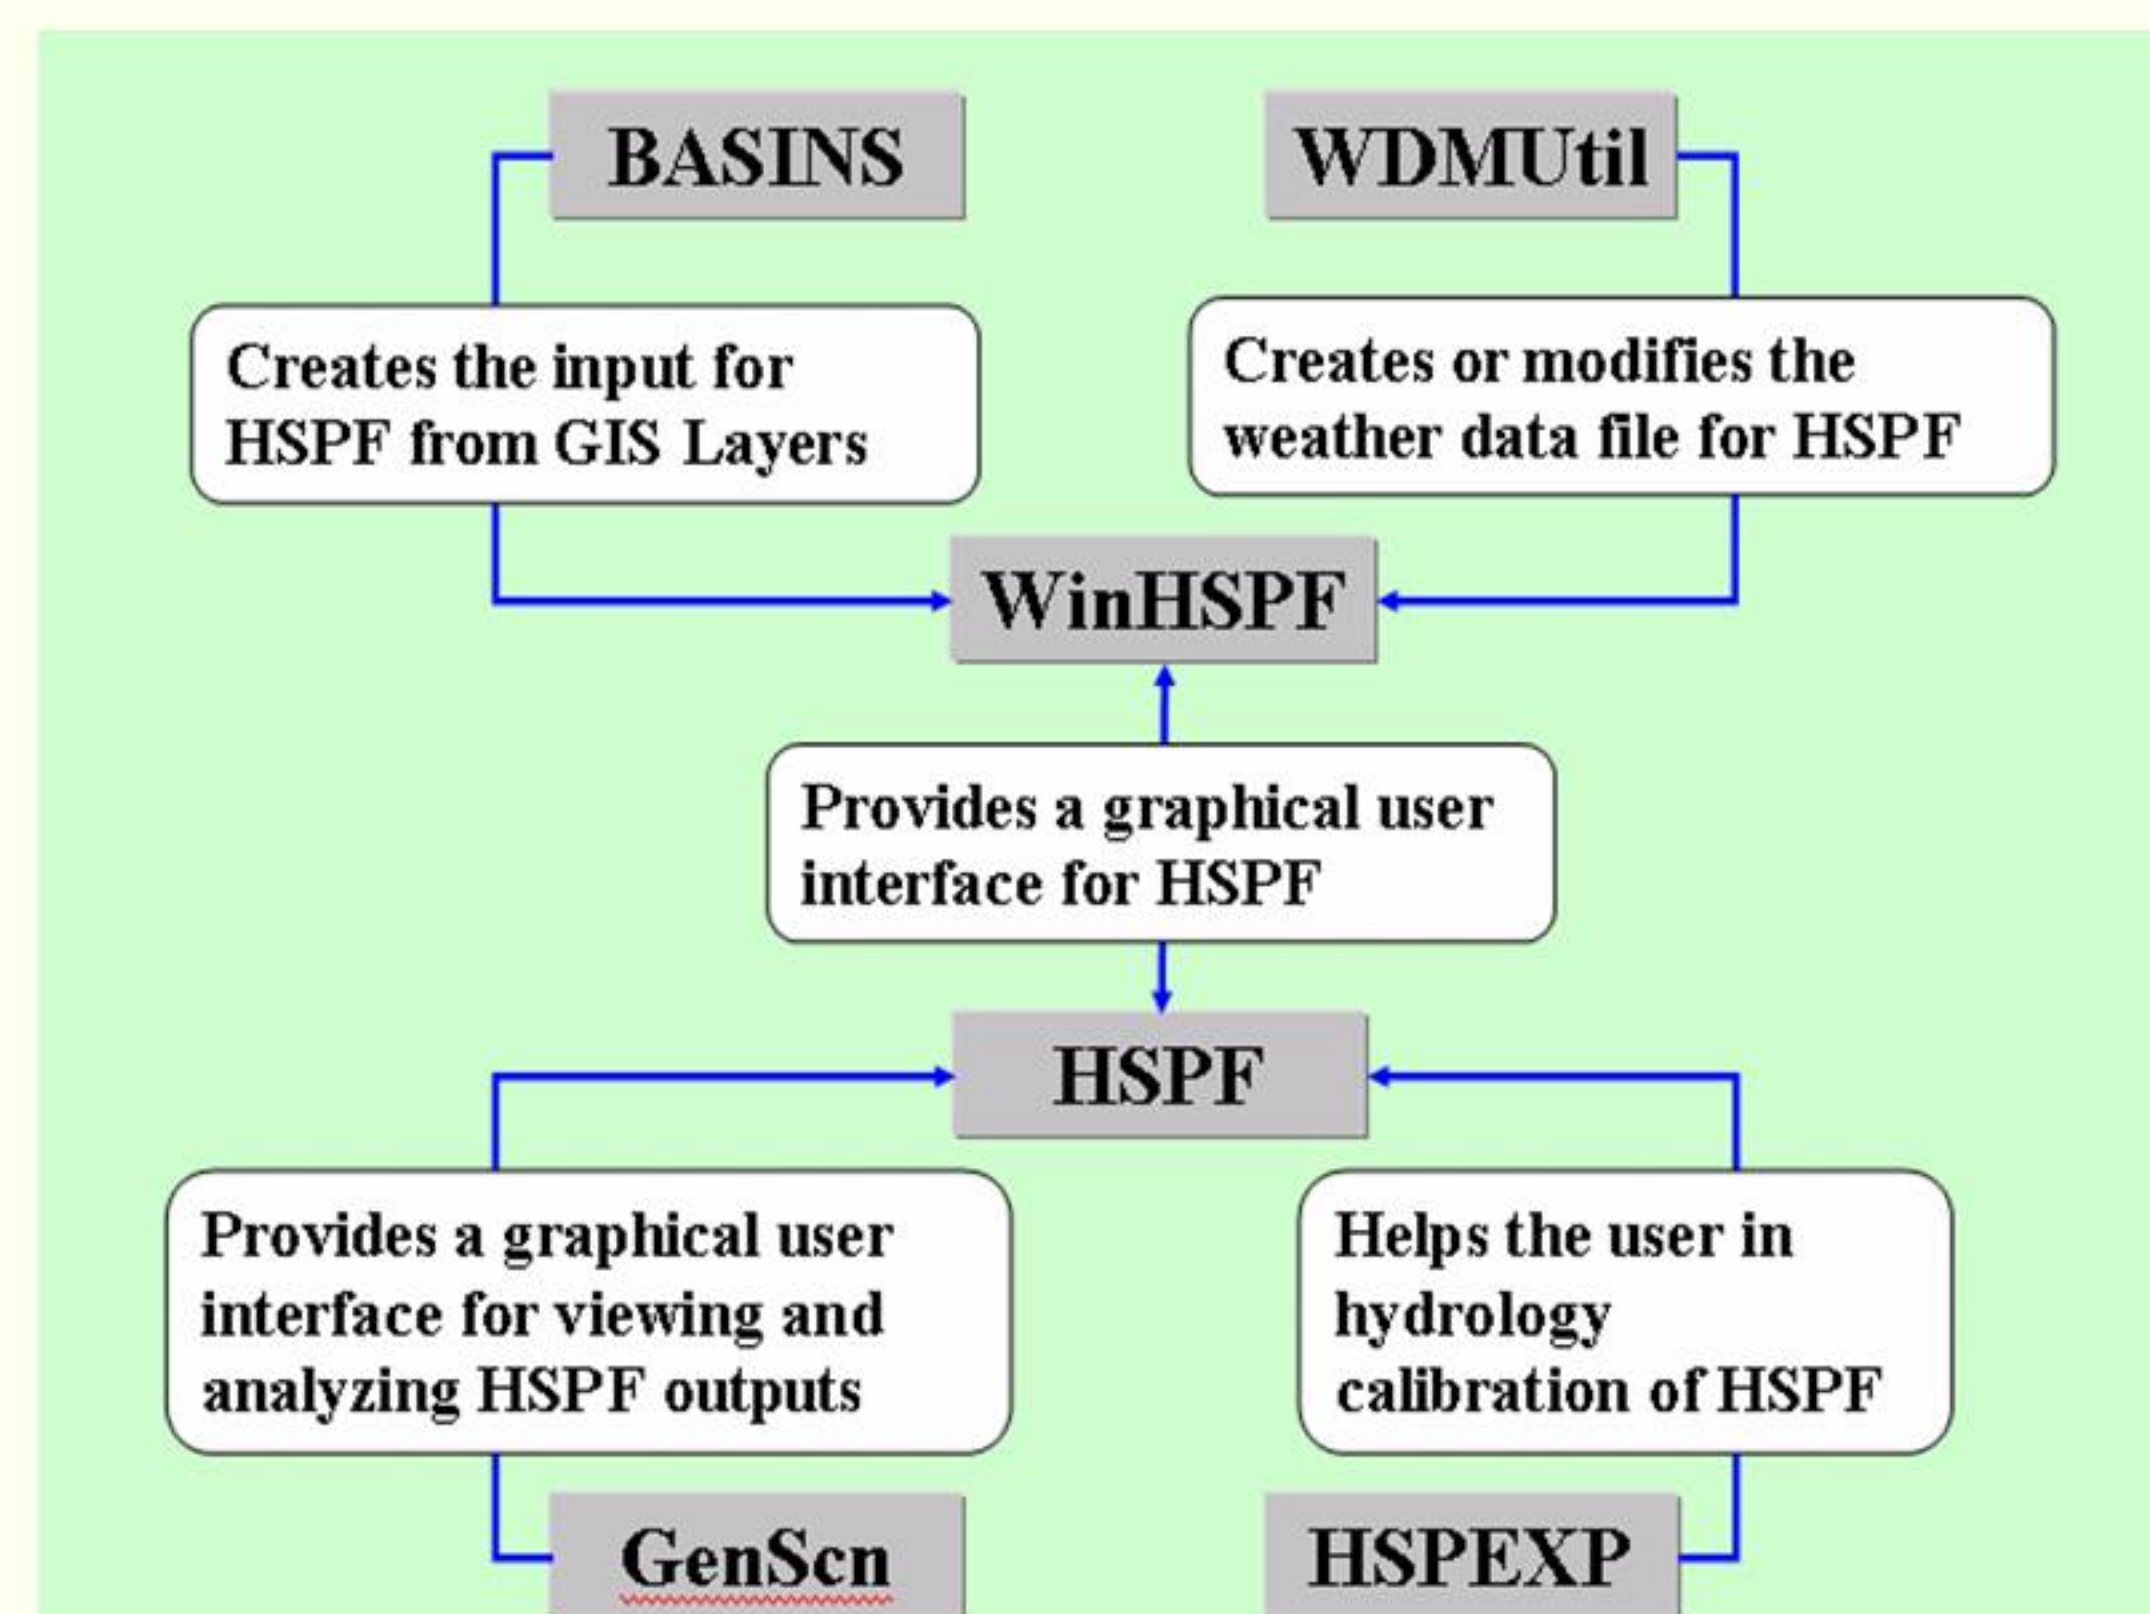 BASINS
WDMUtil
Creates the input for
HSPF from GIS Layers
Creates or modifies the
weather data file for HSPF
WinHSPF
Provides a graphical user
interface for HSPF
HSPF
Provides a graphical user
interface for viewing and
analyzing HSPF outputs
Helps the user in
hydrology
calibration of HSPF
GenScn
HSPEXP